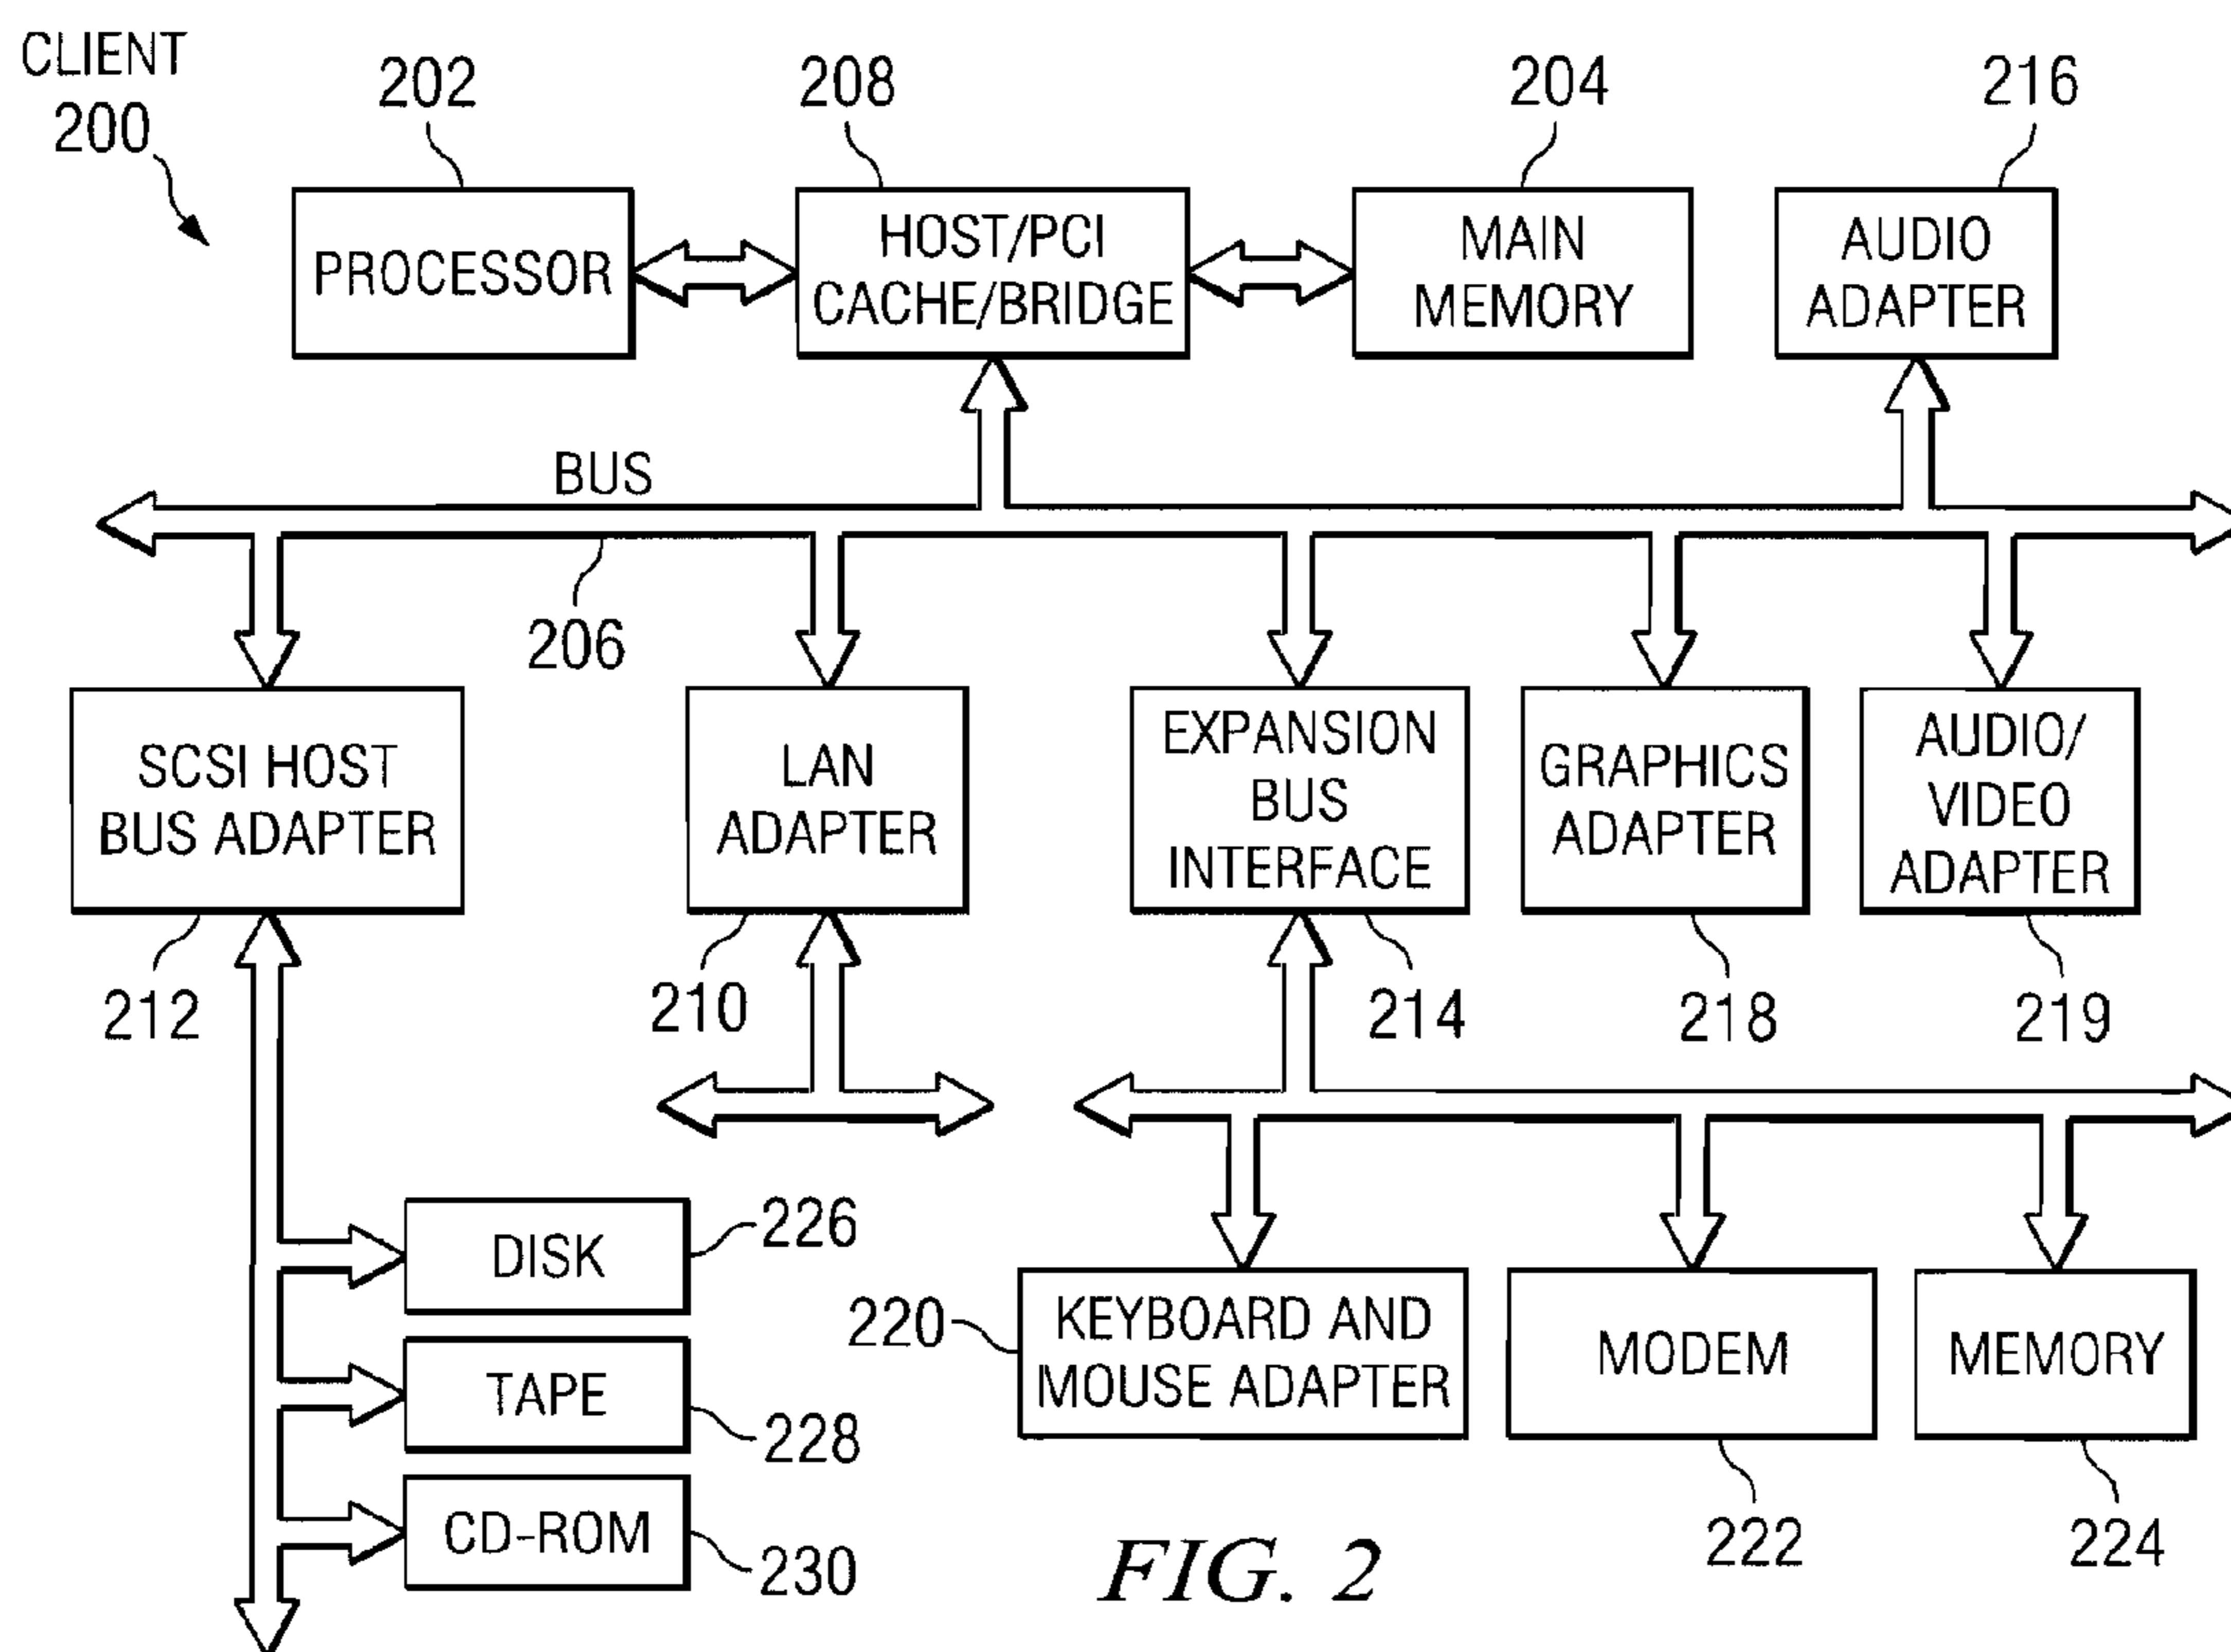 CLIENT
200
202
208
204
216
PROCESSOR
HOST/PCI
CACHE/BRIDGE
MAIN
MEMORY
AUDIO
ADAPTER
BUS
206
SCSI HOST
BUS ADAPTER
LAN
ADAPTER
EXPANSION
BUS
INTERFACE
GRAPHICS
ADAPTER
AUDIO/
VIDEO
ADAPTER
212
210
214
218
219
DISK
226
TAPE
228
CD-ROM
230
220
KEYBOARD AND
MOUSE ADAPTER
MODEM
MEMORY
222
224
FIG. 2